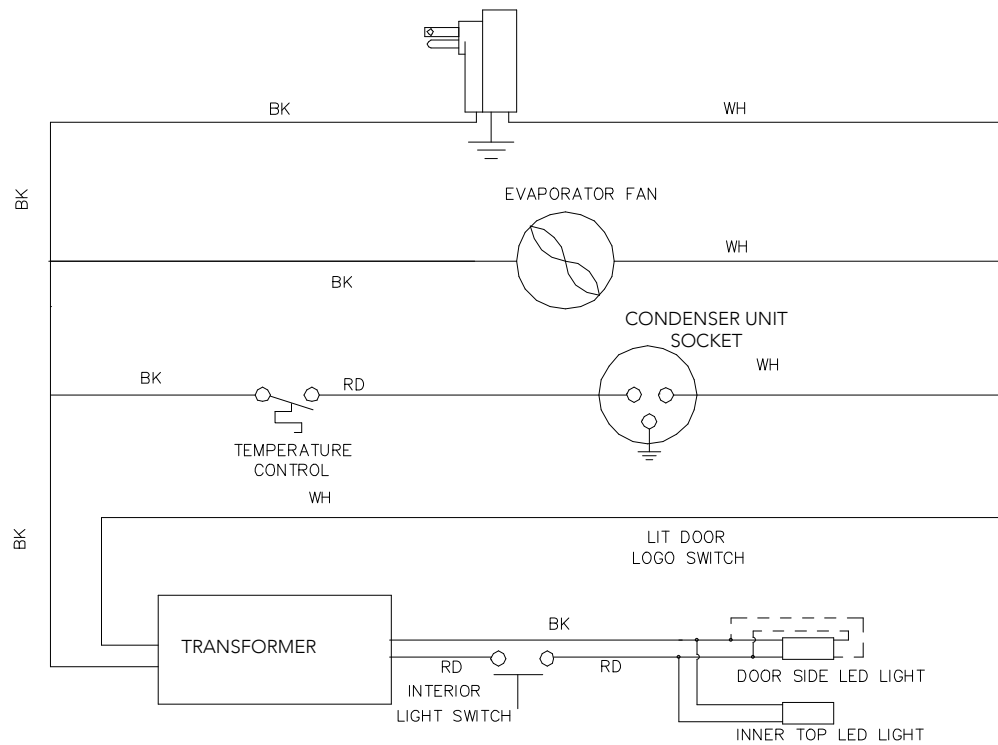 BK
WH
BK
EVAPORATOR FAN
WH
BK
CONDENSER UNIT
SOCKET
WH
BK
RD
TEMPERATURE
CONTROL
WH
BK
LIT DOOR
LOGO SWITCH
TRANSFORMER
BK
RD
RD
INTERIOR
LIGHT SWITCH
DOOR SIDE LED LIGHT
INNER TOP LED LIGHT